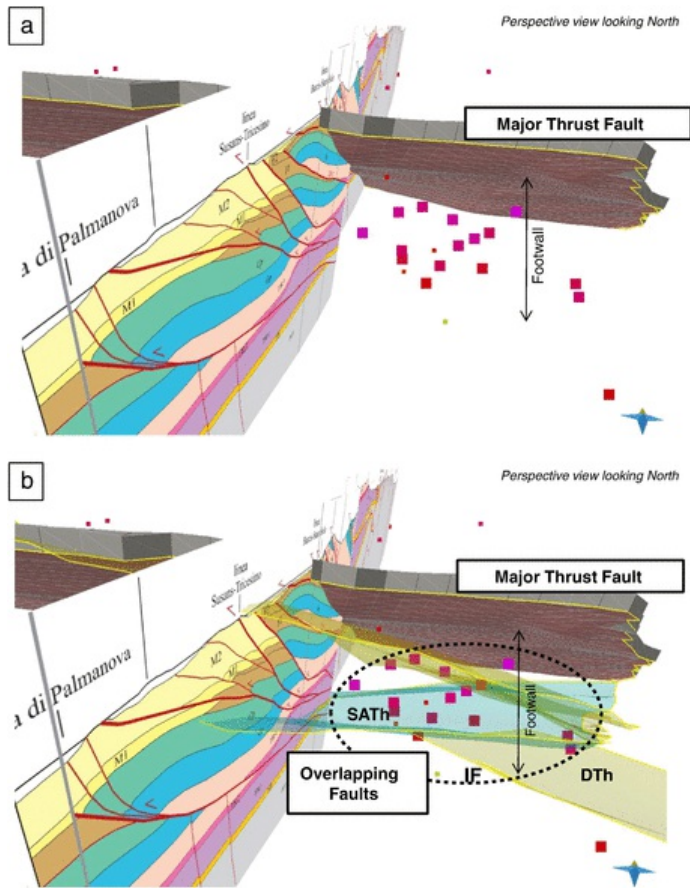 a
Perspective view looking North
Major Thrust Fault
linea
Susans-Tricesimo
M2
a di Palmanova
M1
Footwall
b
Perspective view looking North
Major Thrust Fault
linea
Susans-Tricesimo
M2
a di Palmanova
M1
SATh
Footwall
Overlapping
Faults
IF
DTh